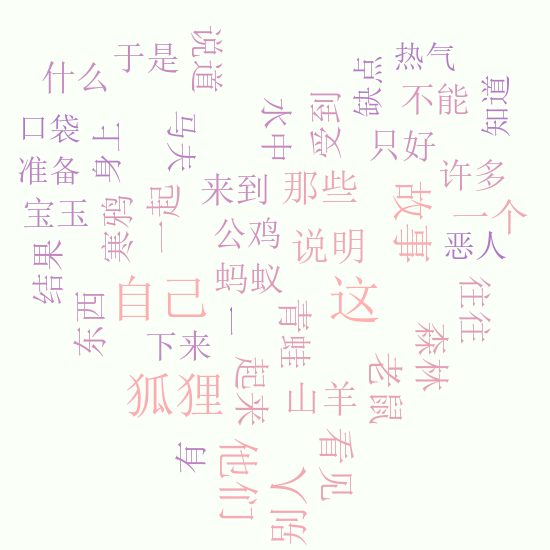 说道
于是
热气
什么
缺点
不能
知道
水中
受到
口袋
身上
马夫
只好
准备
许多
来到
那些
故事
一个
宝玉
寒鸦
一起
公鸡
说明
恶人
结果
蚂蚁
自己
这
往往
东西
一
青蛙
森林
下来
狐狸
起来
山羊
老鼠
有
他们
看见
别人